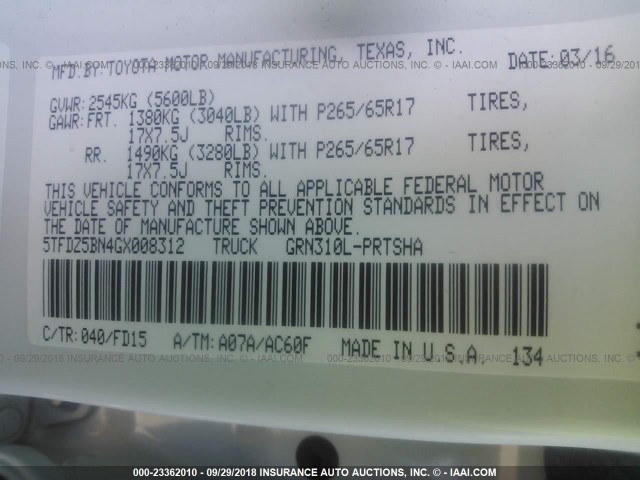 MFD.BY:TOYOTA MOTOR MANUFACTURING, TEXAS, INC. DATE:03/16
GVWR:2545KG (5600LB)
GAWR:FRT. 1380KG (3040LB) WITH P265/65R17 TIRES,
17X7.5J RIMS.
RR. 1490KG (3280LB) WITH P265/65R17 TIRES,
17X7.5J RIMS.
THIS VEHICLE CONFORMS TO ALL APPLICABLE FEDERAL MOTOR
VEHICLE SAFETY AND THEFT PREVENTION STANDARDS IN EFFECT ON
THE DATE OF MANUFACTURE SHOWN ABOVE.
5TFDZ5BN4GX008312 TRUCK GRN310L-PRTSHA
C/TR:040/FD15 A/TM:A07A/AC60F MADE IN U.S.A. 134
000-23362010 - 09/29/2018 INSURANCE AUTO AUCTIONS, INC. - © - IAAI.COM